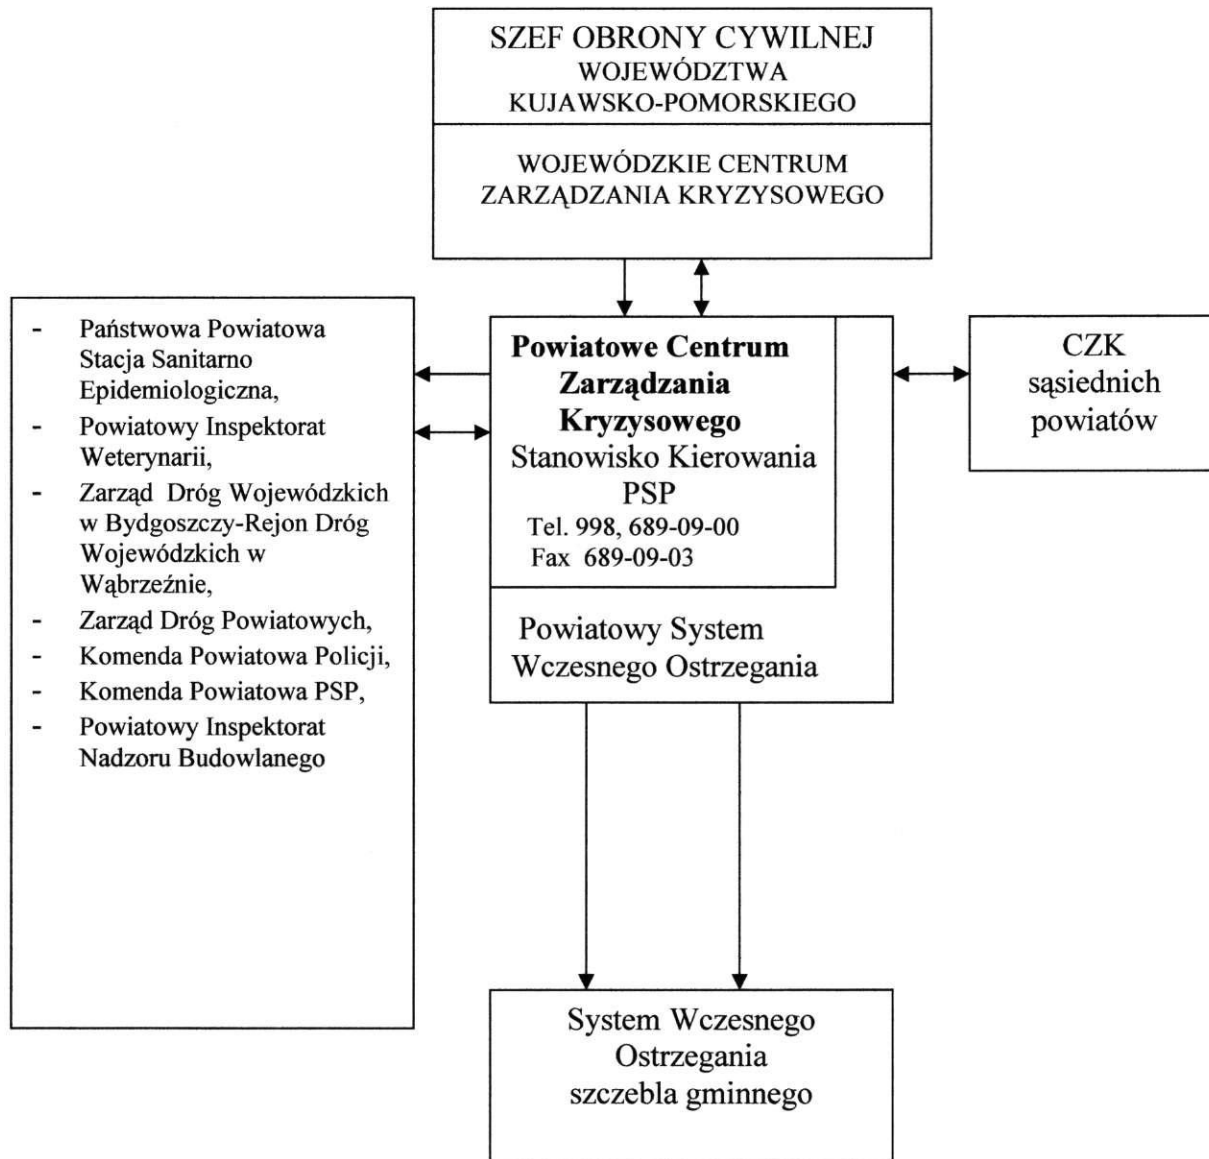 SZEF OBRONY CYWILNEJ
WOJEWÓDZTWA
KUJAWSKO-POMORSKIEGO
WOJEWÓDZKIE CENTRUM
ZARZĄDZANIA KRYZYSOWEGO
- Państwowa Powiatowa
Stacja Sanitarno
Epidemiologiczna,
- Powiatowy Inspektorat
Weterynarii,
- Zarząd Dróg Wojewódzkich
w Bydgoszczy-Rejon Dróg
Wojewódzkich w
Wąbrzeźnie,
- Zarząd Dróg Powiatowych,
- Komenda Powiatowa Policji,
- Komenda Powiatowa PSP,
- Powiatowy Inspektorat
Nadzoru Budowlanego
Powiatowe Centrum
Zarządzania
Kryzysowego
Stanowisko Kierowania
PSP
Tel. 998, 689-09-00
Fax 689-09-03
Powiatowy System
Wczesnego Ostrzegania
CZK
sąsiednich
powiatów
System Wczesnego
Ostrzegania
szczebla gminnego